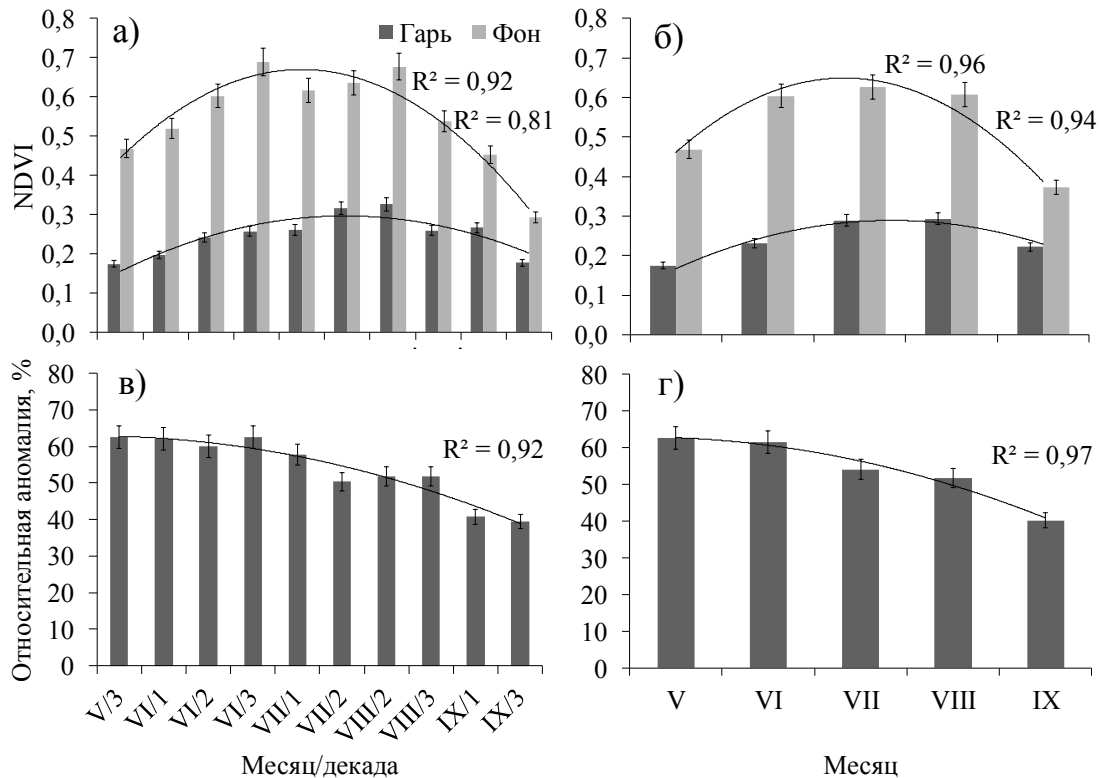 а)
Гарь Фон
0,8
0,7
0,6
0,5
0,4
0,3
0,2
0,1
0,0
NDVI
R² = 0,92
R² = 0,81
б)
0,8
0,7
0,6
0,5
0,4
0,3
0,2
0,1
0,0
R² = 0,96
R² = 0,94
в)
80
70
60
50
40
30
20
10
0
Относительная аномалия, %
R² = 0,92
V/3 VI/1 VI/2 VI/3 VII/1 VII/2 VIII/2 VIII/3 IX/1 IX/3
Месяц/декада
г)
80
70
60
50
40
30
20
10
0
R² = 0,97
V VI VII VIII IX
Месяц